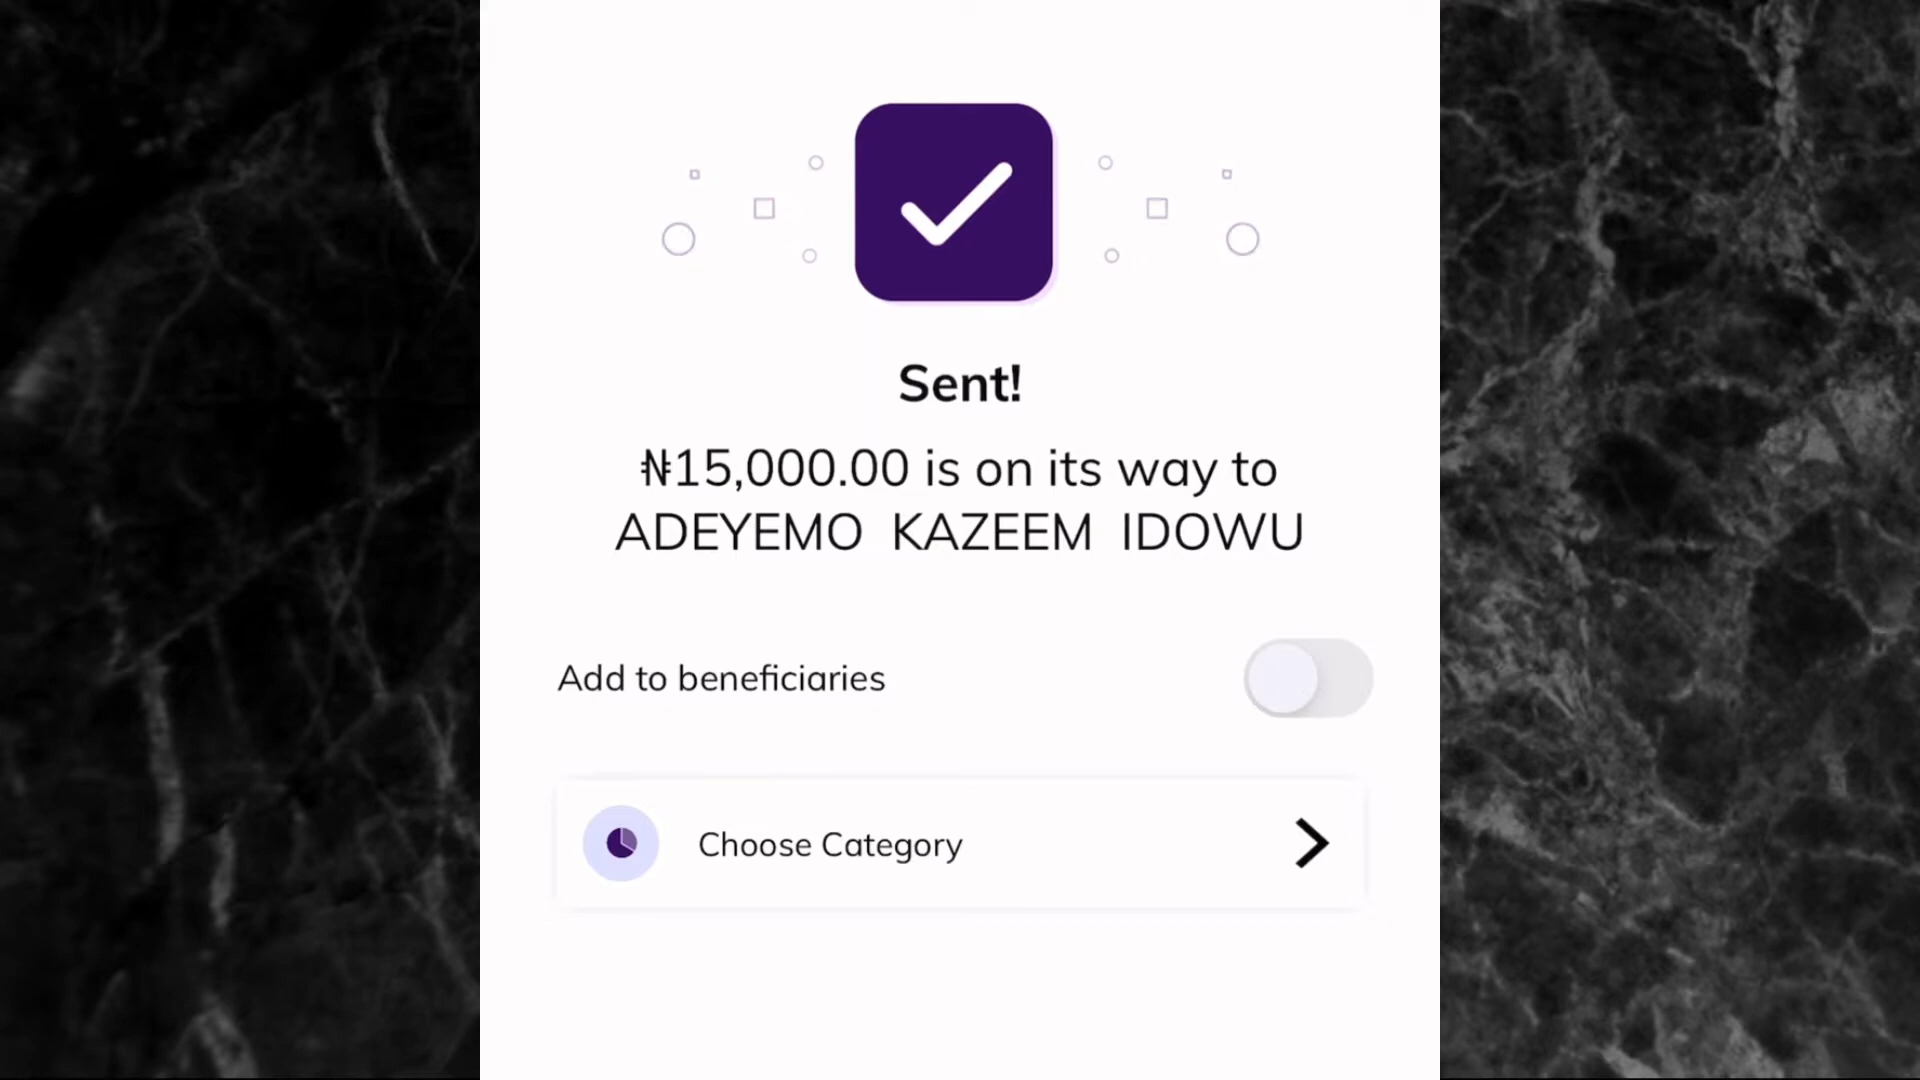 Sent!
₦15,000.00 is on its way to
ADEYEMO KAZEEM IDOWU
Add to beneficiaries
Choose Category